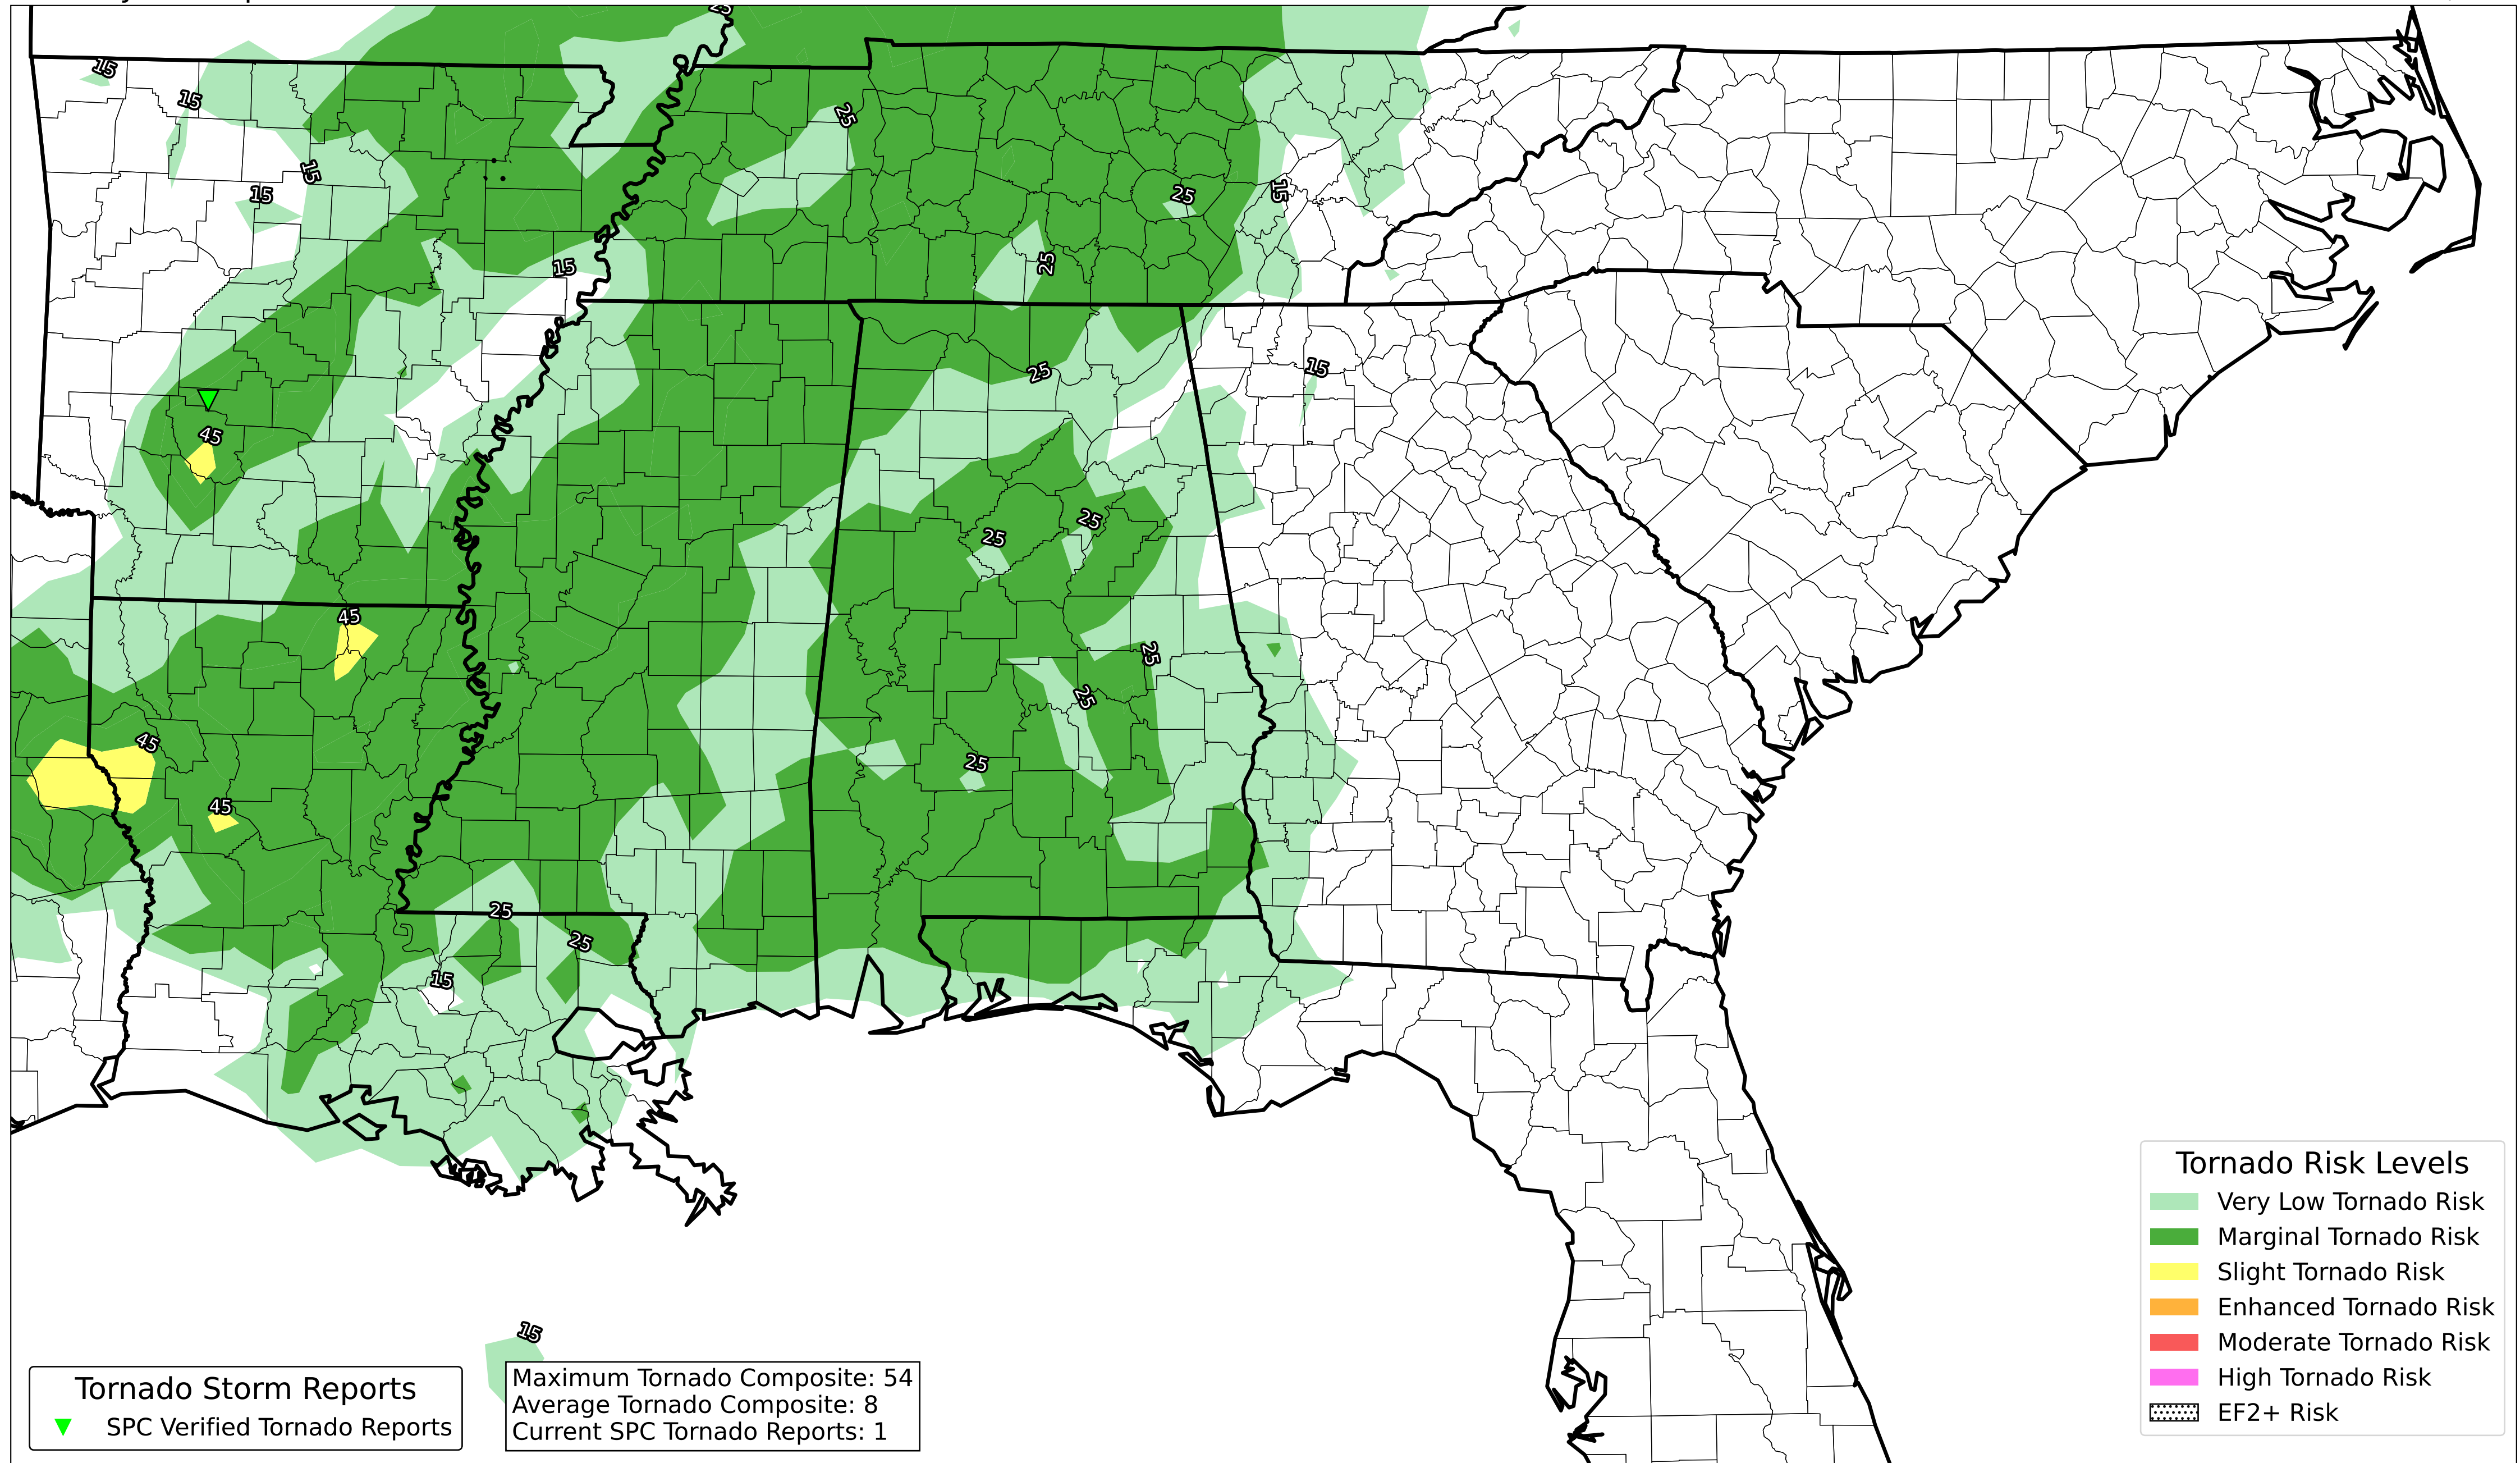 25
15
15
25
15
15
25
15
25
15
25
15
45
25
25
45
25
25
45
25
45
25
25
15
15
Tornado Storm Reports
SPC Verified Tornado Reports
Maximum Tornado Composite: 54
Average Tornado Composite: 8
Current SPC Tornado Reports: 1
Tornado Risk Levels
Very Low Tornado Risk
Marginal Tornado Risk
Slight Tornado Risk
Enhanced Tornado Risk
Moderate Tornado Risk
High Tornado Risk
EF2+ Risk